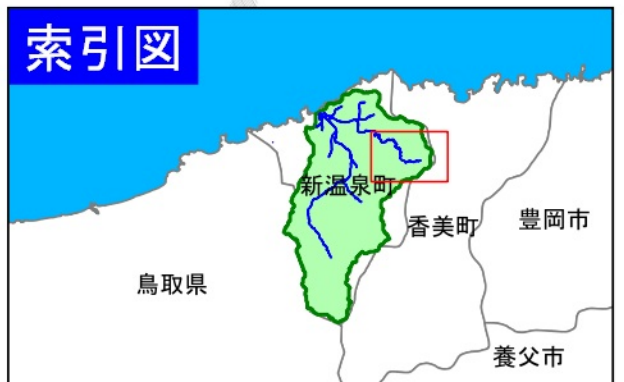 索引図
新温泉町
香美町
豊岡市
鳥取県
養父市